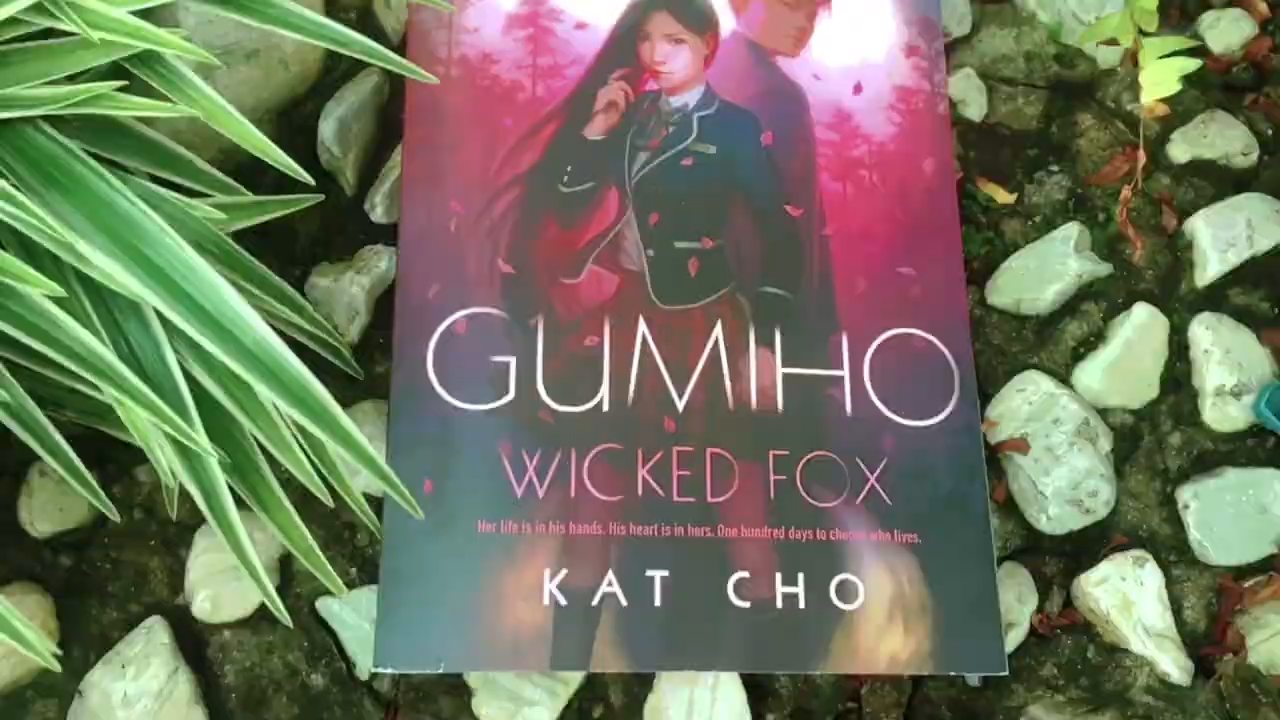 GUMIHO
WICKED FOX
Her life is in his hands. His heart is in hers. One hundred days to choose who lives.
KAT CHO